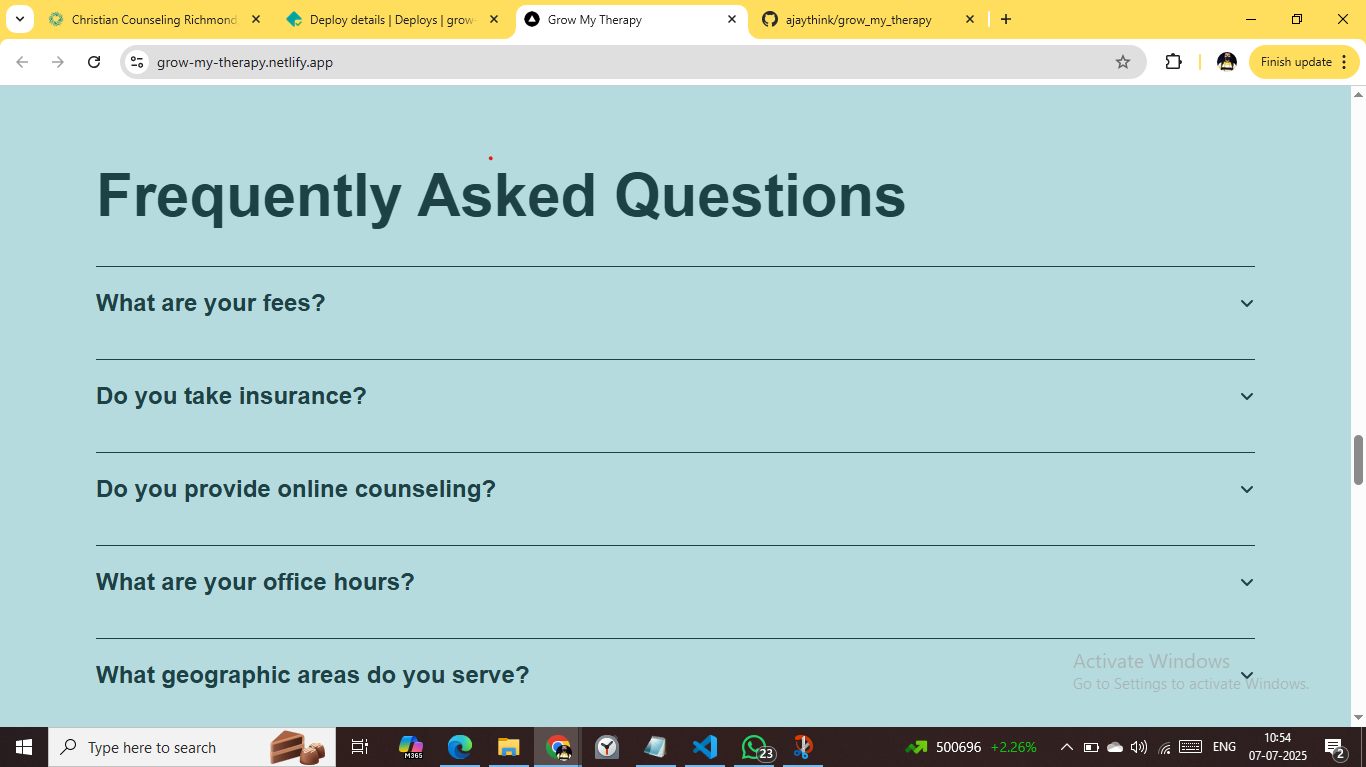 Christian Counseling Richmond
Deploy details | Deploys | grow-
Grow My Therapy
ajaythink/grow_my_therapy
grow-my-therapy.netlify.app
Finish update
Frequently Asked Questions
What are your fees?
Do you take insurance?
Do you provide online counseling?
What are your office hours?
What geographic areas do you serve?
Activate Windows
Go to Settings to activate Windows.
Type here to search
M365
23
500696 +2.26%
ENG
10:54
07-07-2025
2